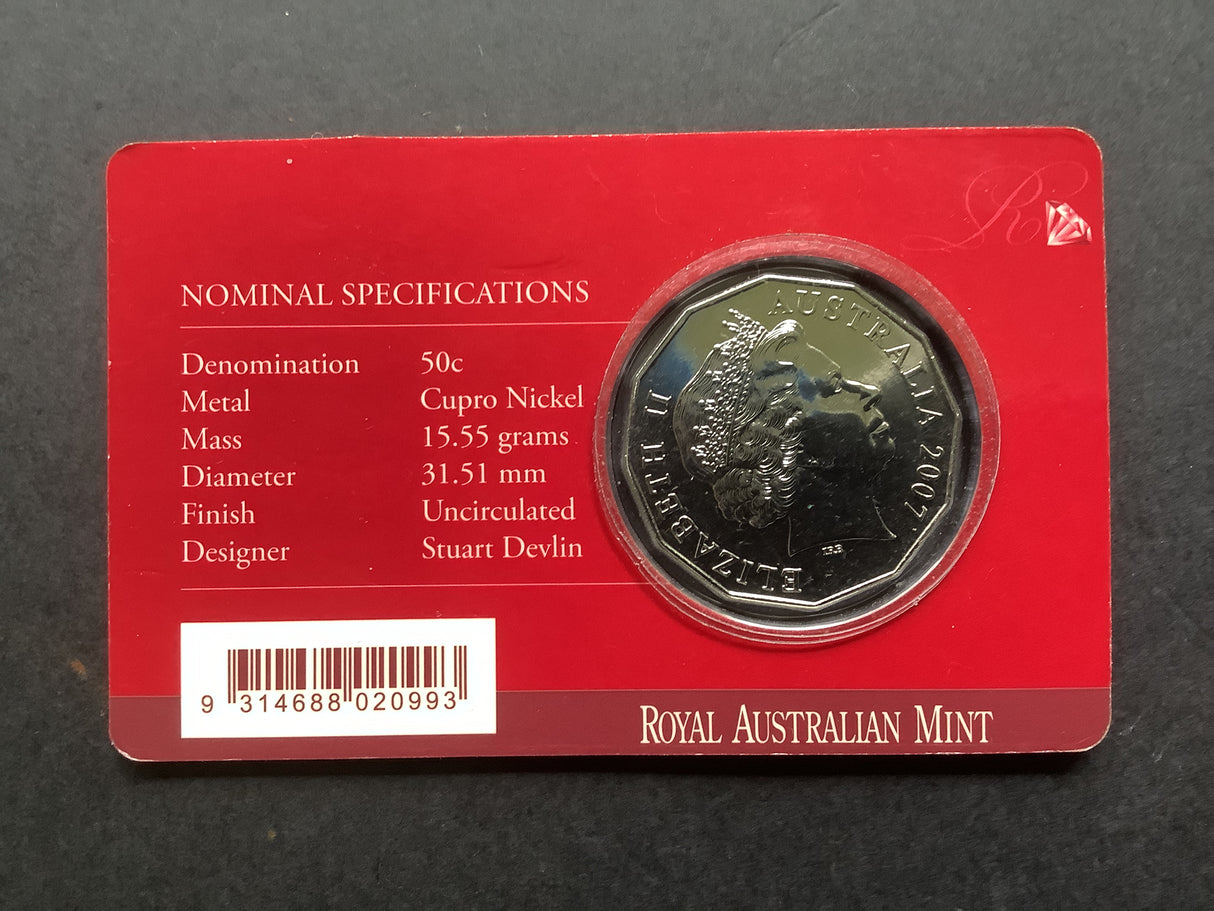 R
NOMINAL SPECIFICATIONS
Denomination 50c
Metal Cupro Nickel
Mass 15.55 grams
Diameter 31.51 mm
Finish Uncirculated
Designer Stuart Devlin
ELIZABETH II AUSTRALIA 2007
IRB
9 314688 020993
ROYAL AUSTRALIAN MINT